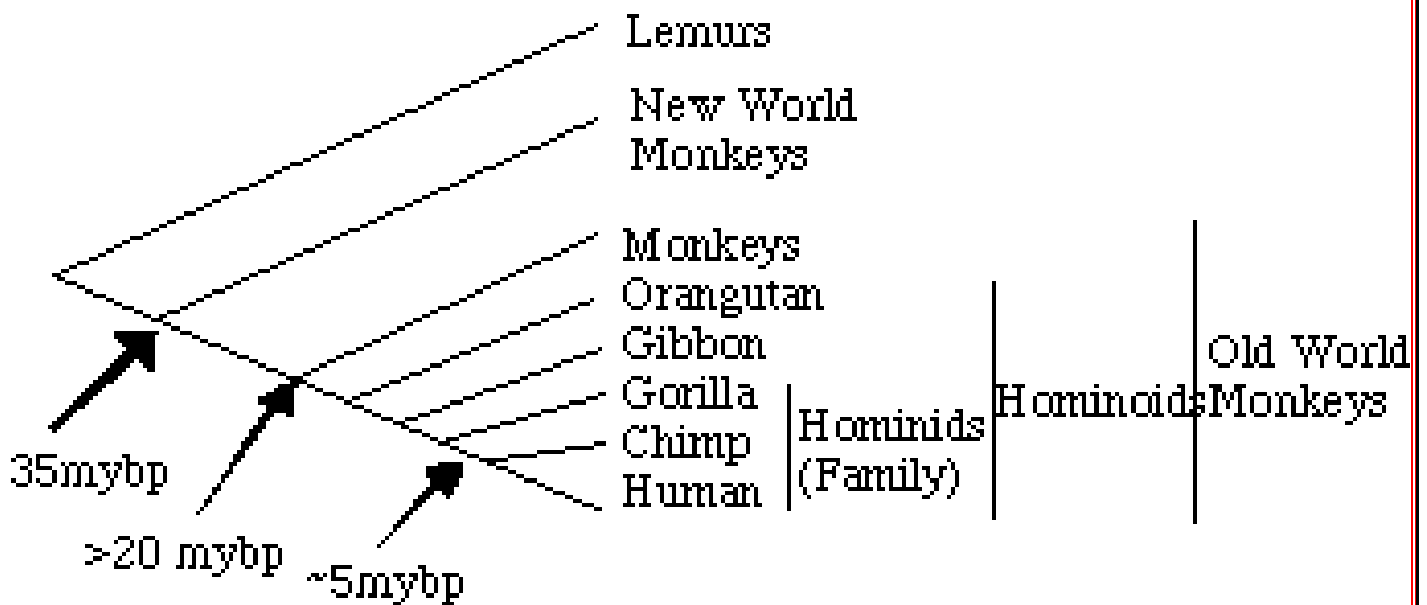 Lemurs
New World
Monkeys
Monkeys
Orangutan
Gibbon
Gorilla
Chimp
Human
Hominids
(Family)
Hominoids
Old World
Monkeys
35mybp
>20 mybp
~5mybp